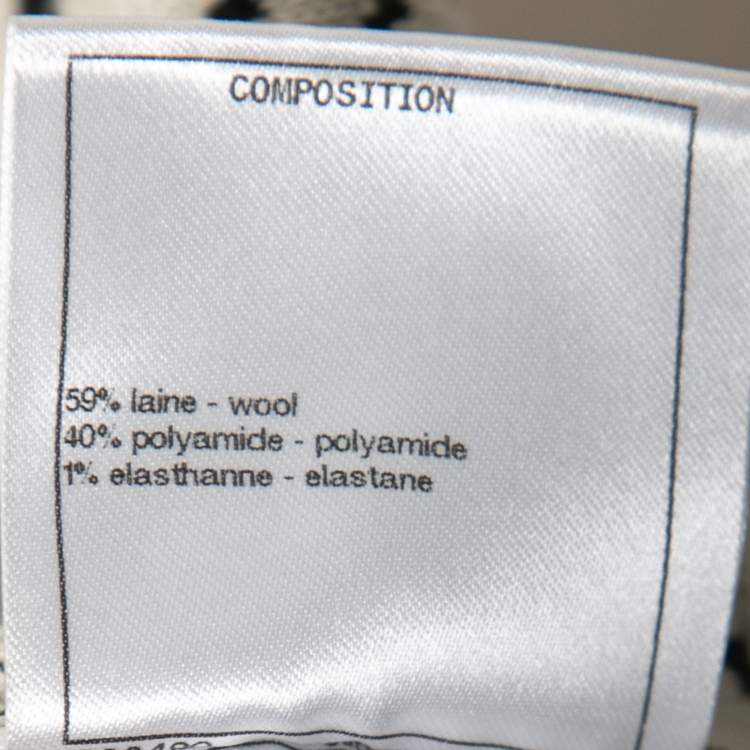 COMPOSITION
59% laine - wool
40% polyamide - polyamide
1% elasthanne - elastane